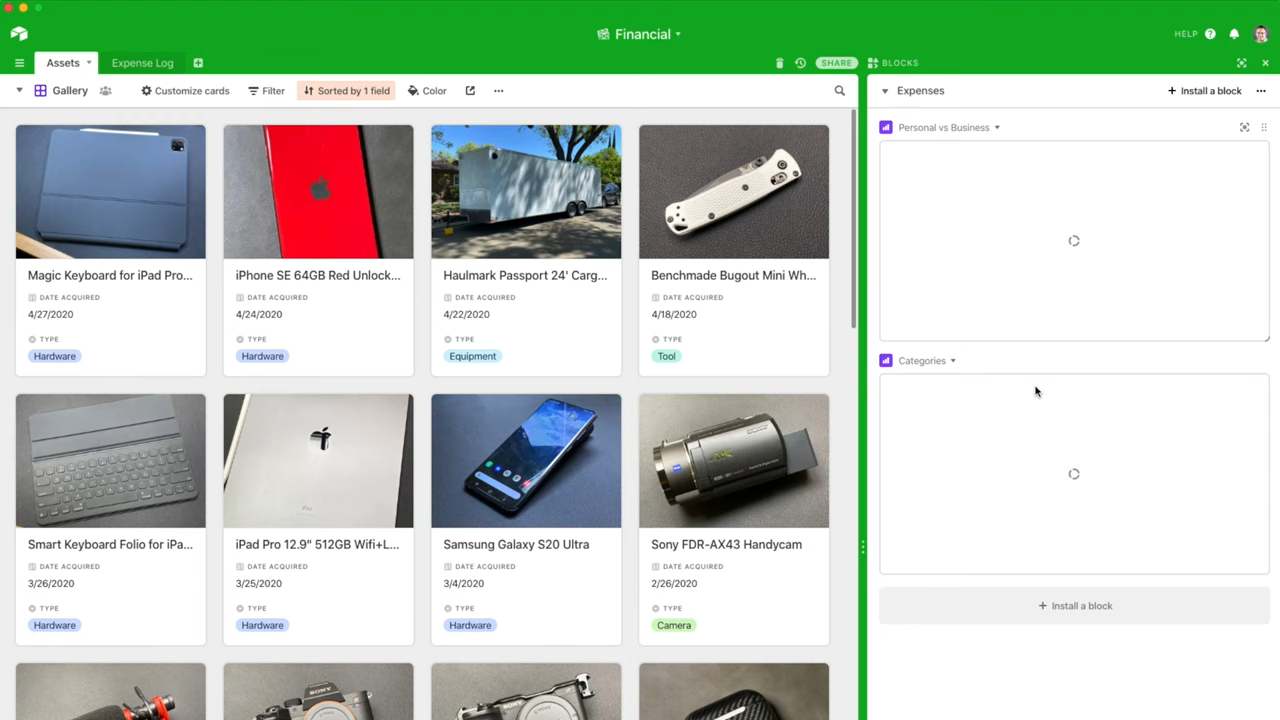 Financial
HELP
Assets
Expense Log
SHARE
BLOCKS
Gallery
Customize cards
Filter
Sorted by 1 field
Color
Expenses
Install a block
Personal vs Business
Magic Keyboard for iPad Pro...
DATE ACQUIRED
4/27/2020
TYPE
Hardware
iPhone SE 64GB Red Unlock...
DATE ACQUIRED
4/24/2020
TYPE
Hardware
Haulmark Passport 24' Carg...
DATE ACQUIRED
4/22/2020
TYPE
Equipment
Benchmade Bugout Mini Wh...
DATE ACQUIRED
4/18/2020
TYPE
Tool
Categories
Smart Keyboard Folio for iPa...
DATE ACQUIRED
3/26/2020
TYPE
Hardware
iPad Pro 12.9" 512GB Wifi+L...
DATE ACQUIRED
3/25/2020
TYPE
Hardware
Samsung Galaxy S20 Ultra
DATE ACQUIRED
3/4/2020
TYPE
Hardware
Sony FDR-AX43 Handycam
DATE ACQUIRED
2/26/2020
TYPE
Camera
Install a block
SONY